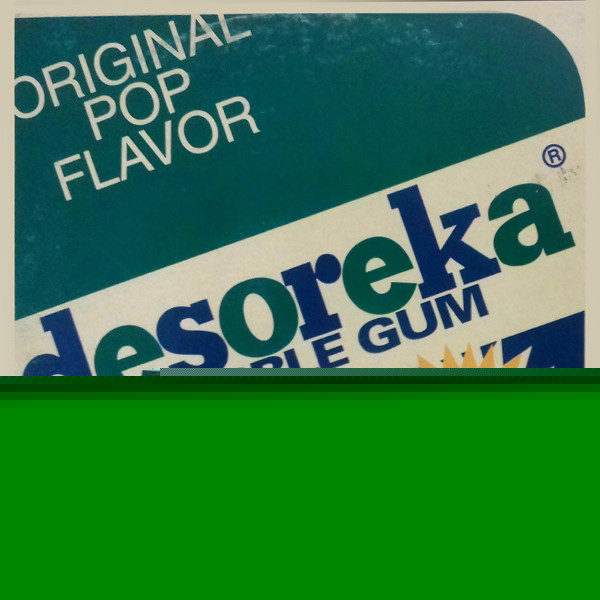 ORIGINAL
POP
FLAVOR
desoreka®
GUM